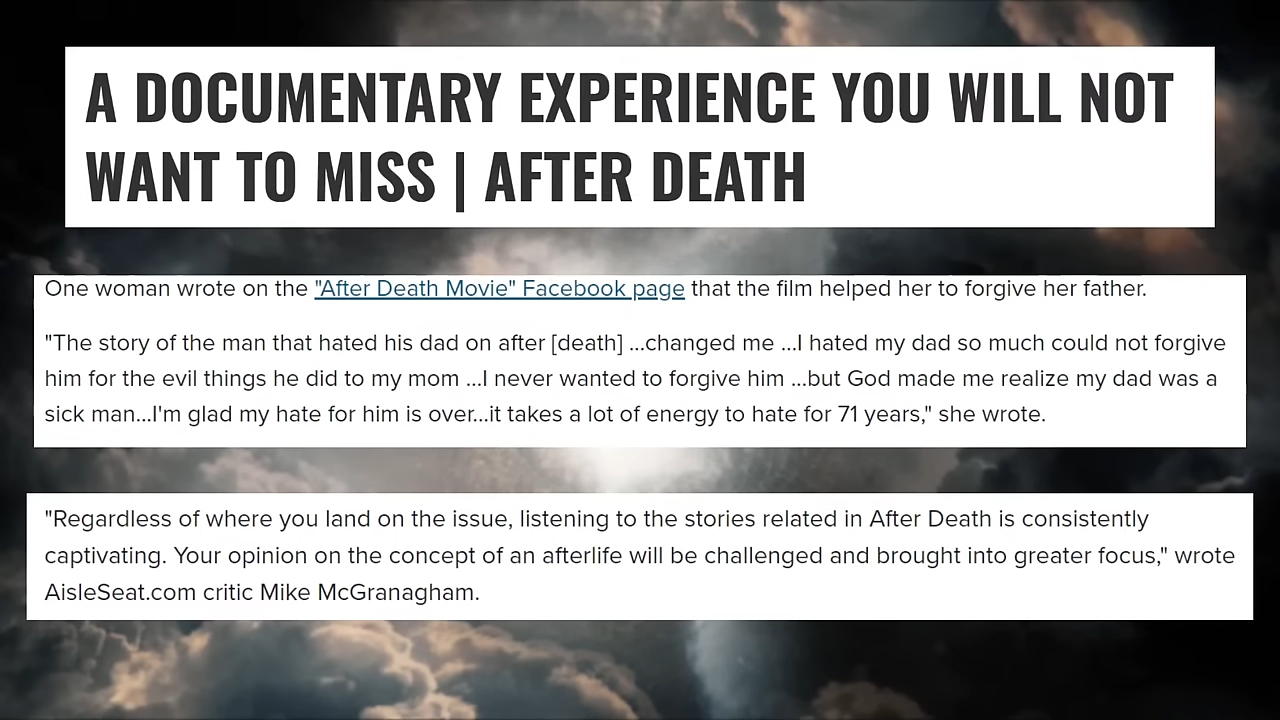 A DOCUMENTARY EXPERIENCE YOU WILL NOT
WANT TO MISS | AFTER DEATH
One woman wrote on the "After Death Movie" Facebook page that the film helped her to forgive her father.
"The story of the man that hated his dad on after [death] ...changed me ...I hated my dad so much could not forgive
him for the evil things he did to my mom ...I never wanted to forgive him ...but God made me realize my dad was a
sick man...I'm glad my hate for him is over...it takes a lot of energy to hate for 71 years," she wrote.
"Regardless of where you land on the issue, listening to the stories related in After Death is consistently
captivating. Your opinion on the concept of an afterlife will be challenged and brought into greater focus," wrote
AisleSeat.com critic Mike McGranagham.